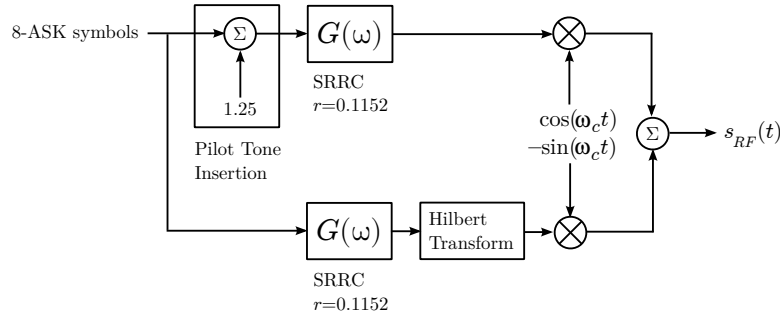 8-ASK symbols
Σ
1.25
Pilot Tone
Insertion
G(ω)
SRRC
r=0.1152
cos(ω_c t)
−sin(ω_c t)
Σ
s_RF(t)
G(ω)
SRRC
r=0.1152
Hilbert
Transform